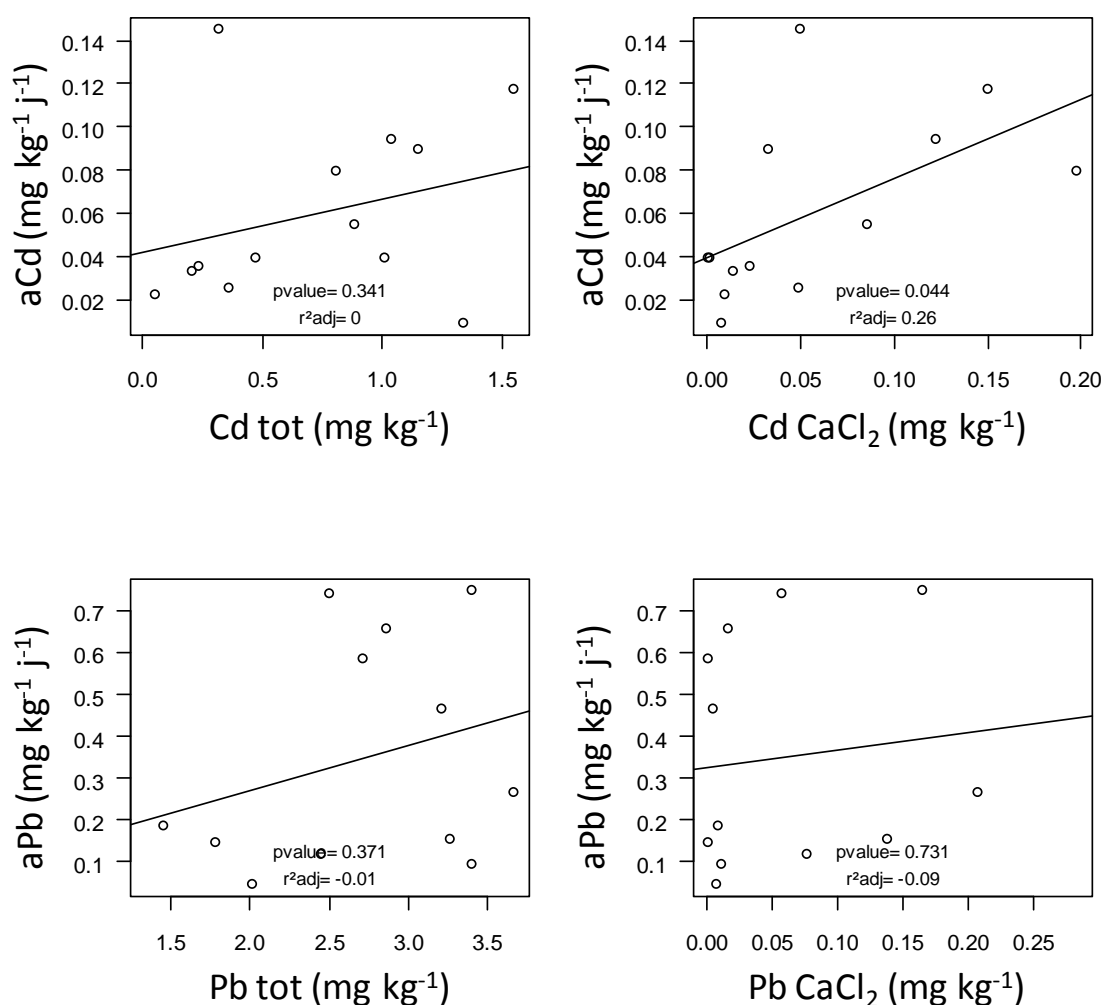 aCd (mg kg⁻¹ j⁻¹)
0.14
0.12
0.10
0.08
0.06
0.04
0.02
pvalue= 0.341
r²adj= 0
0.0 0.5 1.0 1.5
Cd tot (mg kg⁻¹)
aCd (mg kg⁻¹ j⁻¹)
0.14
0.12
0.10
0.08
0.06
0.04
0.02
pvalue= 0.044
r²adj= 0.26
0.00 0.05 0.10 0.15 0.20
Cd CaCl₂ (mg kg⁻¹)
aPb (mg kg⁻¹ j⁻¹)
0.7
0.6
0.5
0.4
0.3
0.2
0.1
pvalue= 0.371
r²adj= -0.01
1.5 2.0 2.5 3.0 3.5
Pb tot (mg kg⁻¹)
aPb (mg kg⁻¹ j⁻¹)
0.7
0.6
0.5
0.4
0.3
0.2
0.1
pvalue= 0.731
r²adj= -0.09
0.00 0.05 0.10 0.15 0.20 0.25
Pb CaCl₂ (mg kg⁻¹)